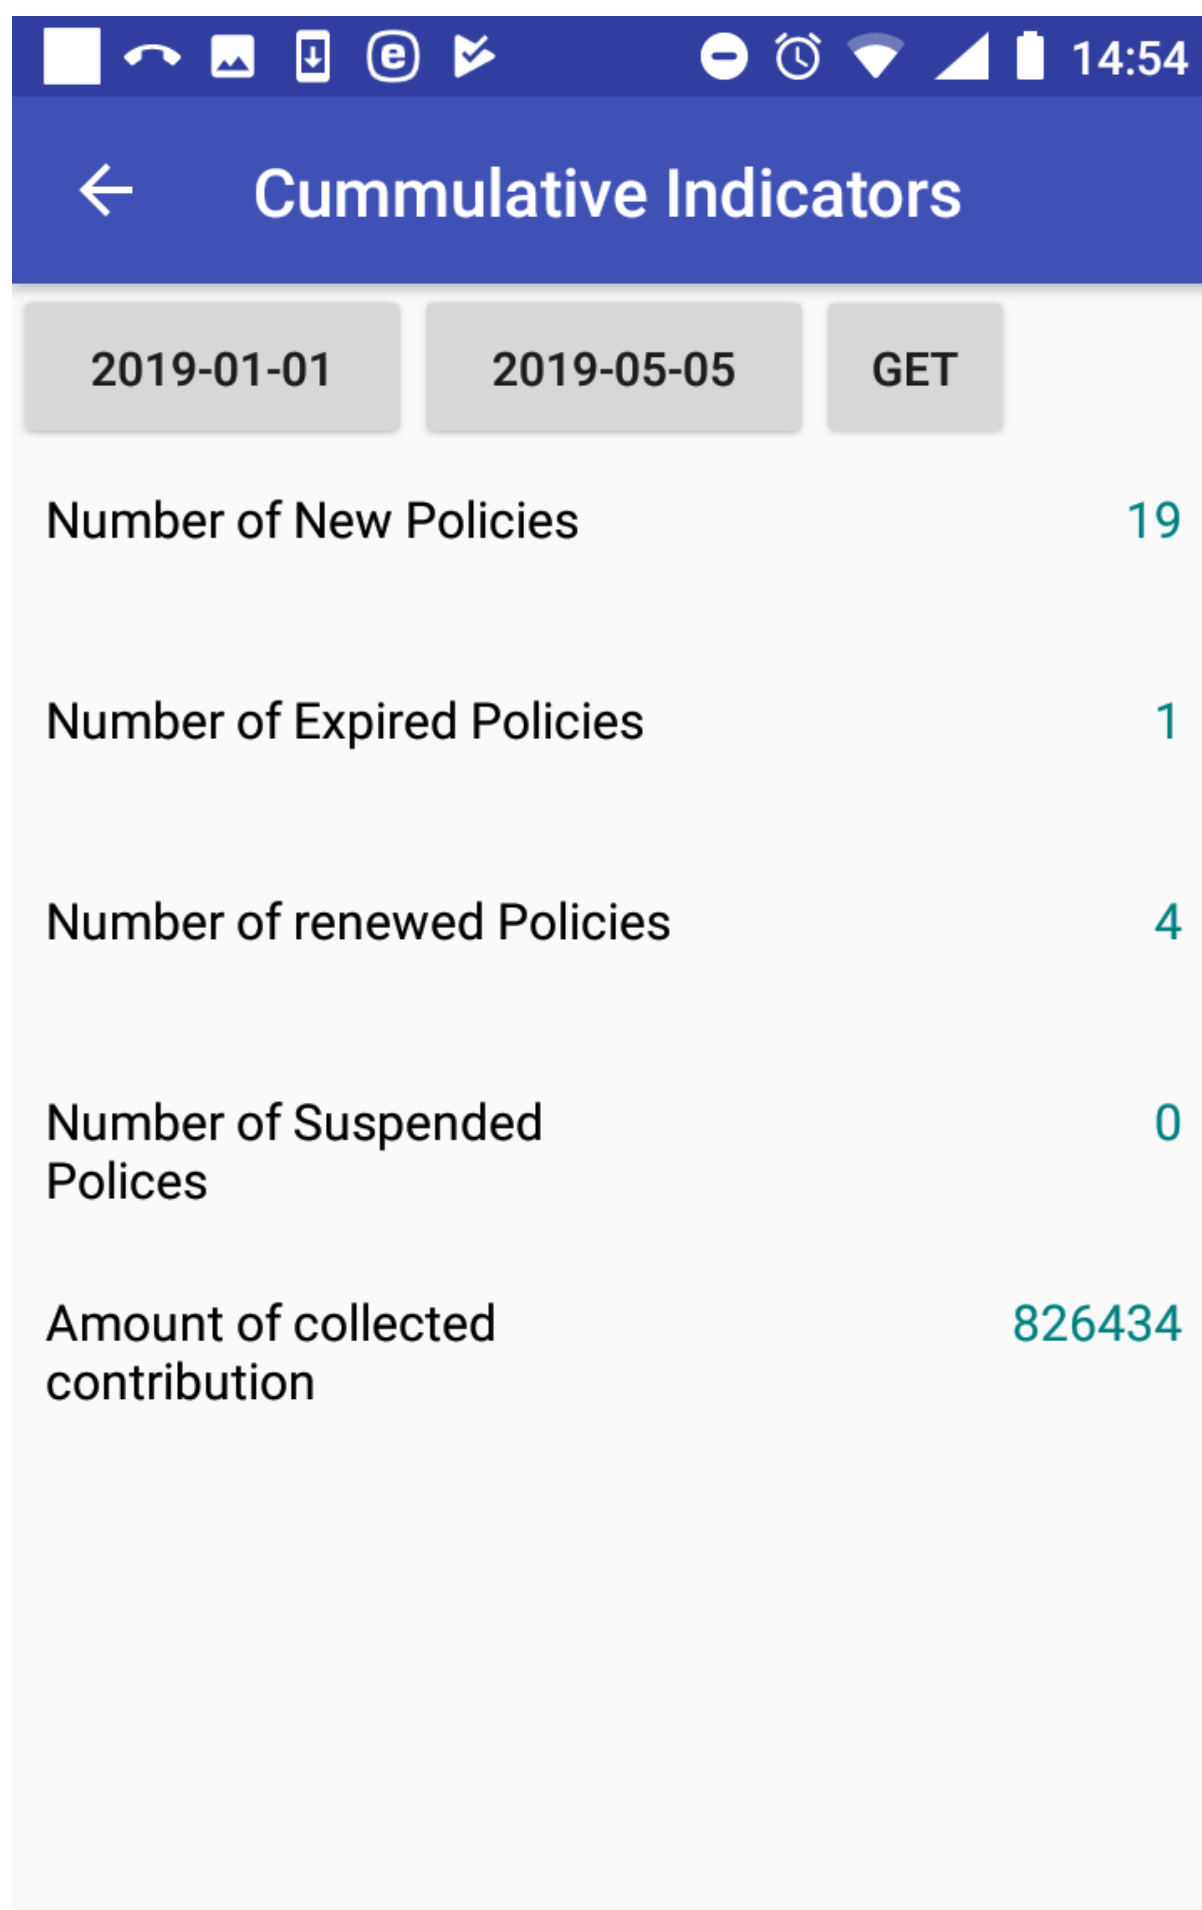 14:54
Cummulative Indicators
2019-01-01 2019-05-05 GET
Number of New Policies 19
Number of Expired Policies 1
Number of renewed Policies 4
Number of Suspended 0
Polices
Amount of collected 826434
contribution